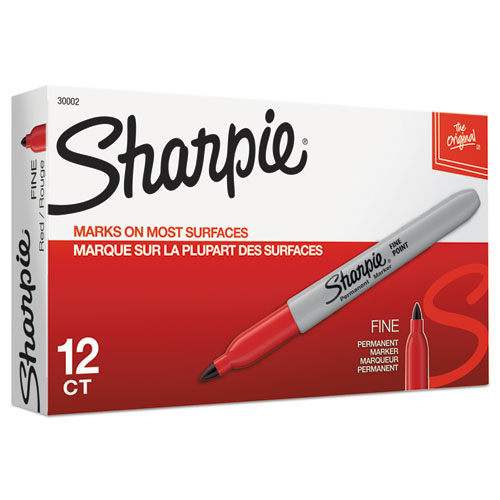 30002
Sharpie®
The
Original
MARKS ON MOST SURFACES
MARQUE SUR LA PLUPART DES SURFACES
FINE
Red/Rouge
Sharpie
FINE
POINT
Permanent Marker
12
CT
FINE
PERMANENT
MARKER
MARQUEUR
PERMANENT
S